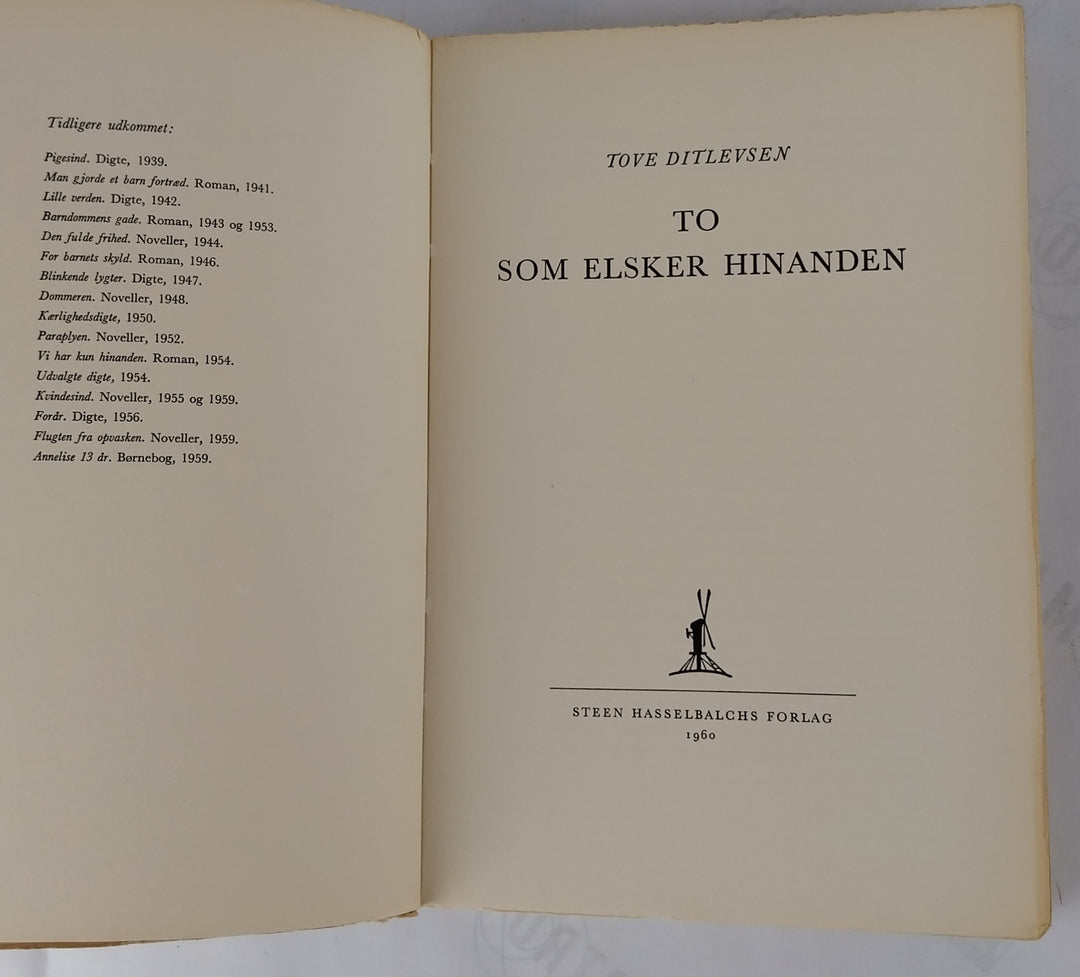 Tidligere udkommet:
Pigesind. Digte, 1939.
Man gjorde et barn fortræd. Roman, 1941.
Lille verden. Digte, 1942.
Barndommens gade. Roman, 1943 og 1953.
Den fulde frihed. Noveller, 1944.
For barnets skyld. Roman, 1946.
Blinkende lygter. Digte, 1947.
Dommeren. Noveller, 1948.
Kærlighedsdigte, 1950.
Paraplyen. Noveller, 1952.
Vi har kun hinanden. Roman, 1954.
Udvalgte digte, 1954.
Kvindesind. Noveller, 1955 og 1959.
Forår. Digte, 1956.
Flugten fra opvasken. Noveller, 1959.
Annelise 13 år. Børnebog, 1959.
TOVE DITLEVSEN
TO
SOM ELSKER HINANDEN
STEEN HASSELBALCHS FORLAG
1960